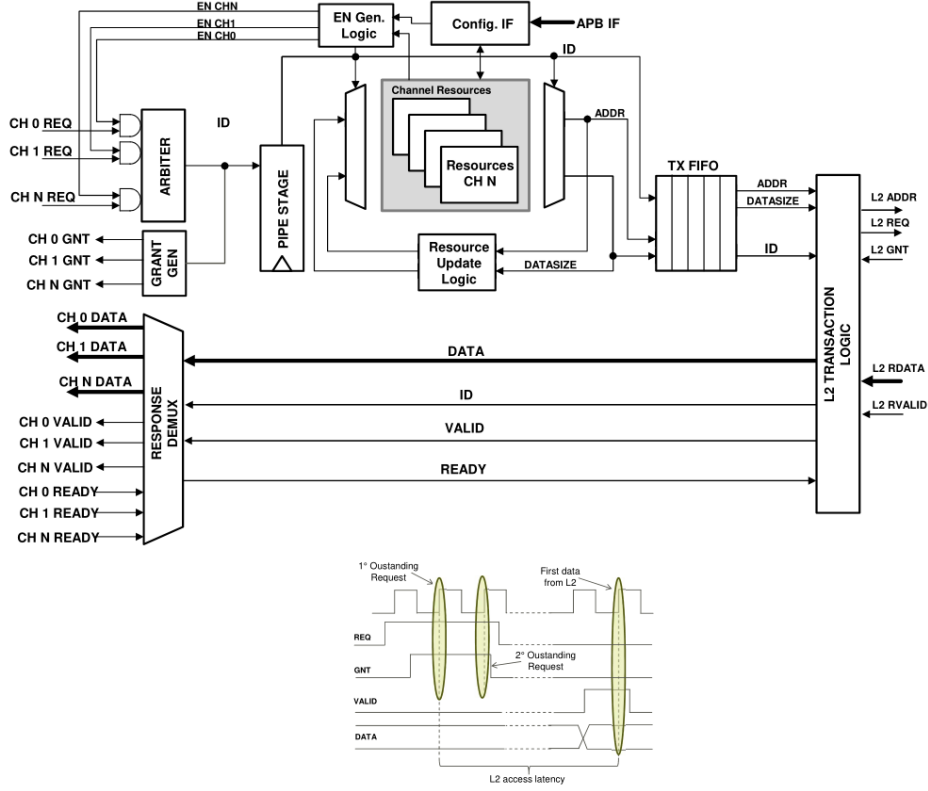 EN CHN
EN CH1
EN CH0
EN Gen.
Logic
Config. IF
APB IF
ID
CH 0 REQ
CH 1 REQ
CH N REQ
ARBITER
ID
PIPE STAGE
Channel Resources
Resources
CH N
ADDR
TX FIFO
ADDR
DATASIZE
ID
L2 ADDR
L2 REQ
L2 GNT
CH 0 GNT
CH 1 GNT
CH N GNT
GRANT
GEN
Resource
Update
Logic
DATASIZE
L2 TRANSACTION
LOGIC
CH 0 DATA
CH 1 DATA
CH N DATA
DATA
L2 RDATA
ID
L2 RVALID
CH 0 VALID
CH 1 VALID
CH N VALID
VALID
RESPONSE
DEMUX
READY
CH 0 READY
CH 1 READY
CH N READY
1° Oustanding
Request
First data
from L2
REQ
GNT
2° Oustanding
Request
VALID
DATA
L2 access latency